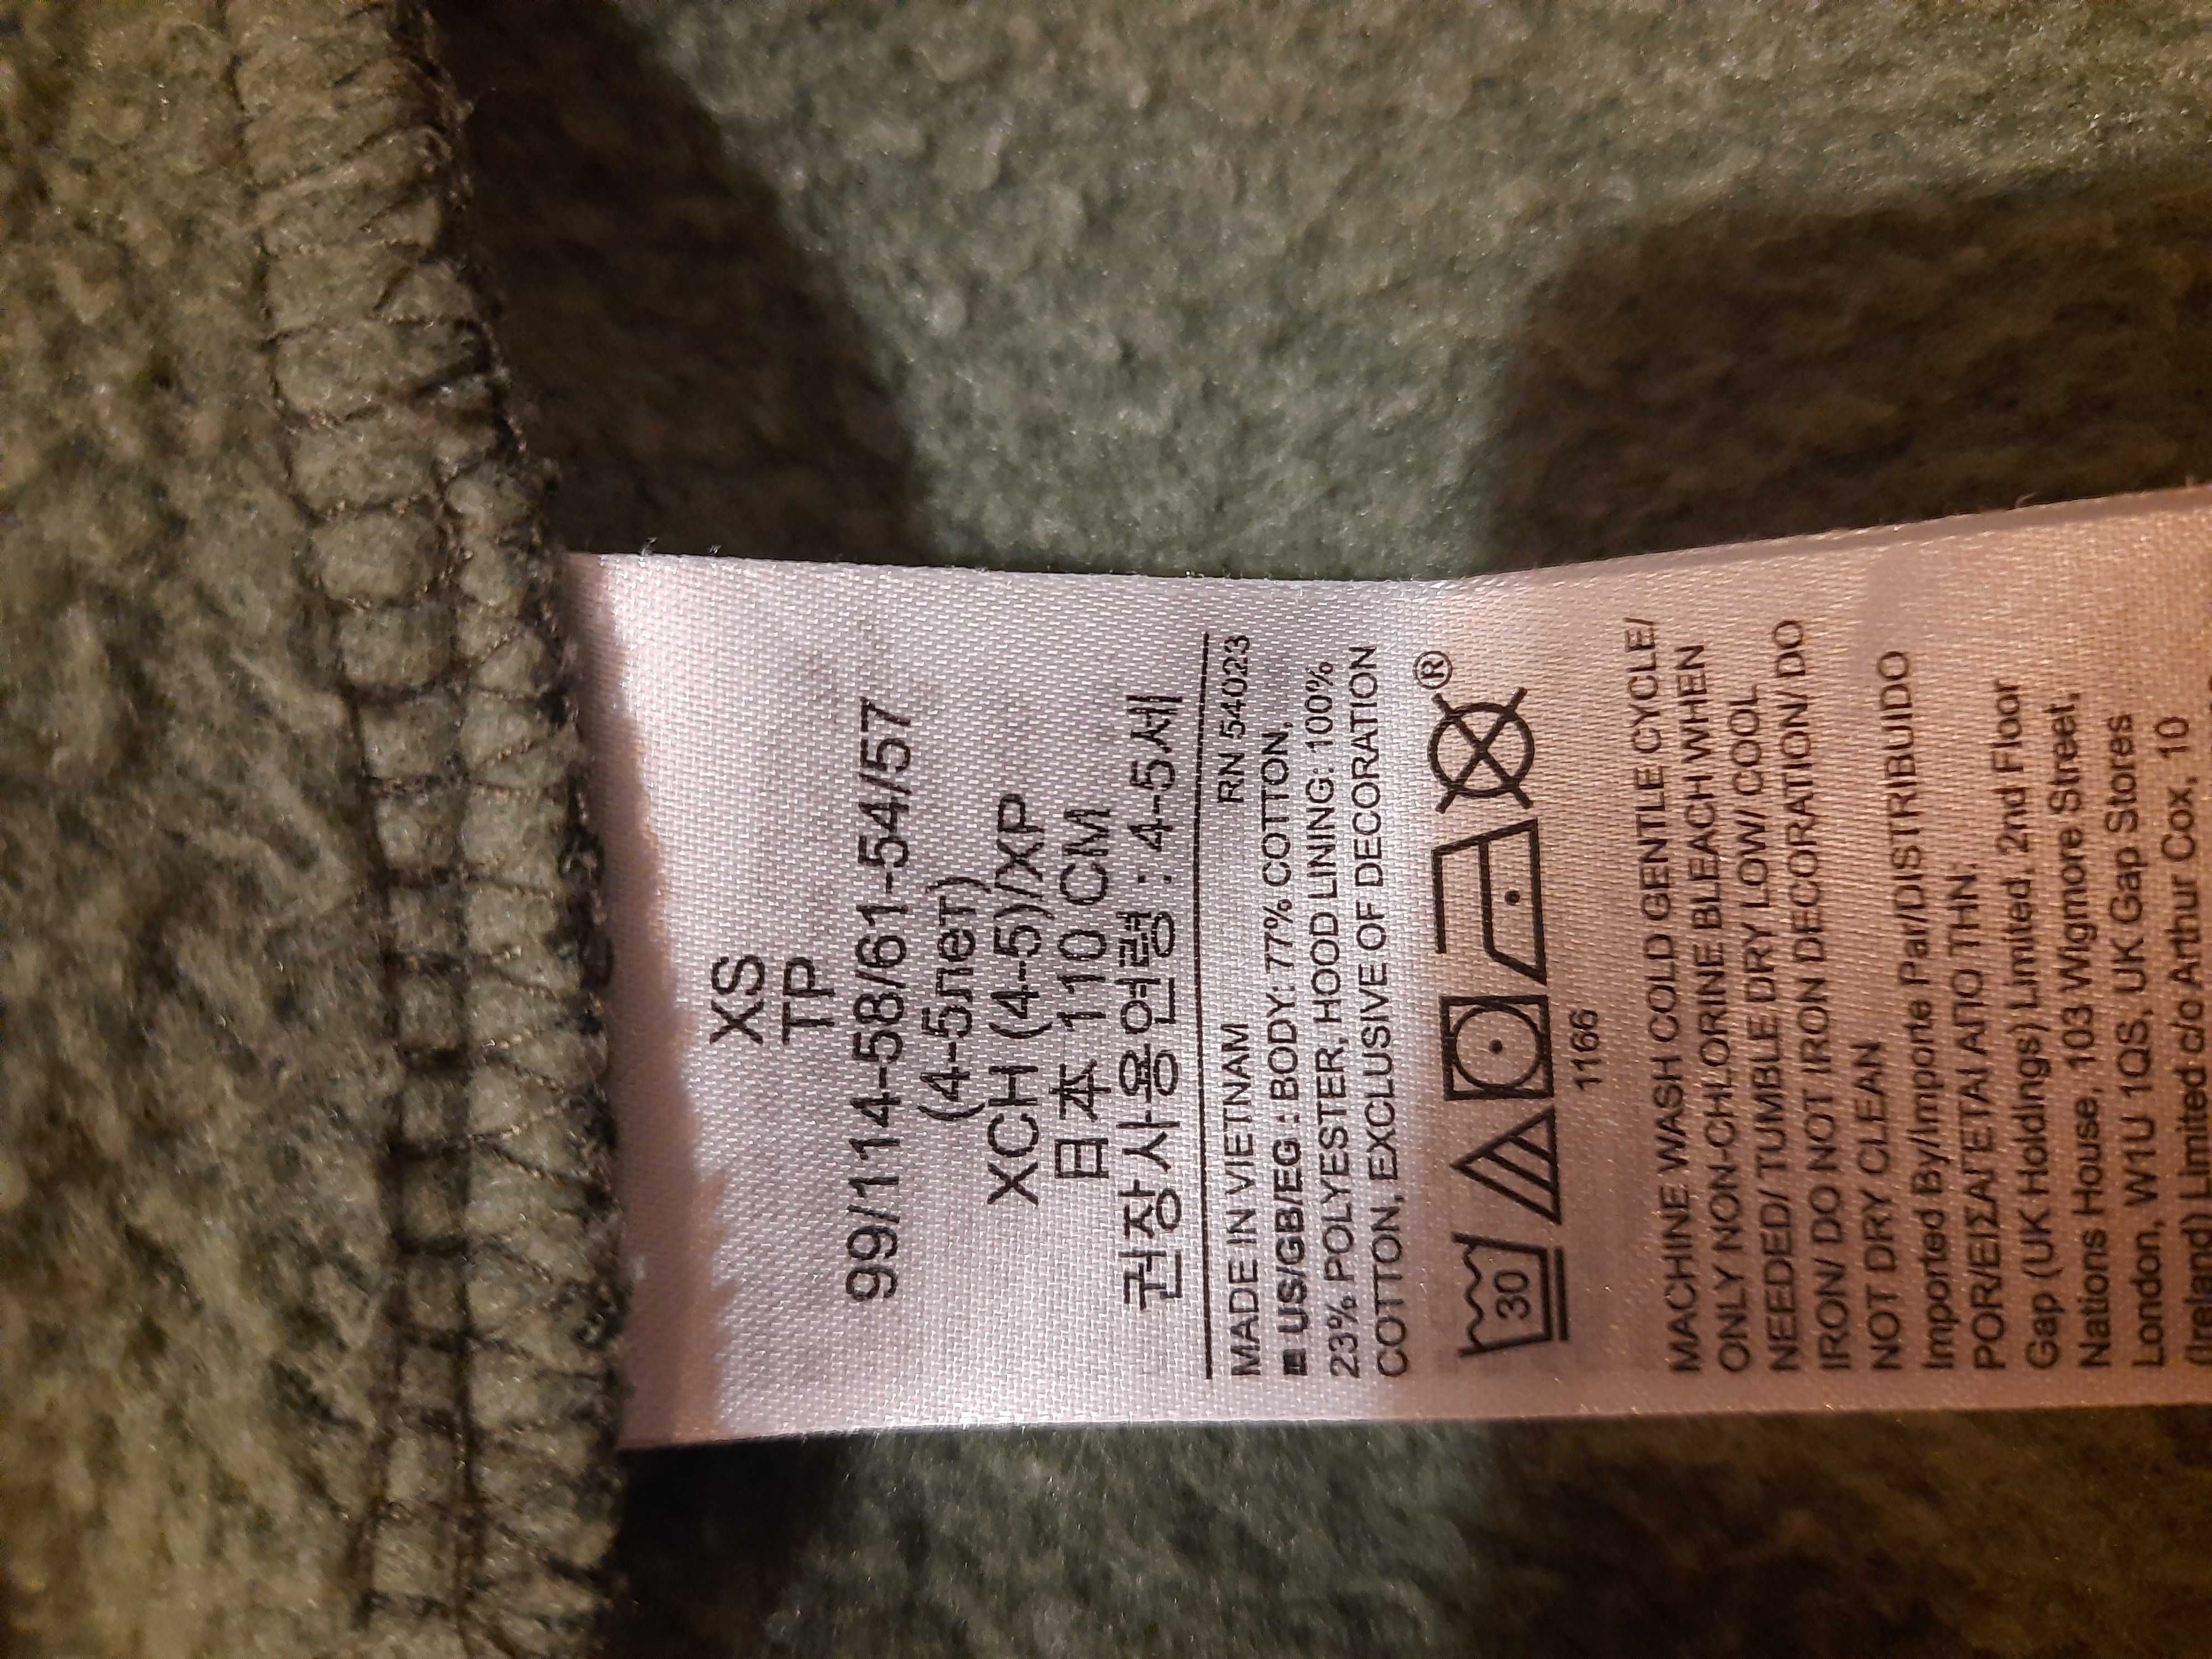 XS
TP
99/114-58/61-54/57
(4-5лет)
XCH (4-5)/XP
日本 110 CM
권장사용연령 : 4-5세
MADE IN VIETNAM RN 540023
US/GB/EG : BODY: 77% COTTON,
23% POLYESTER, HOOD LINING: 100%
COTTON, EXCLUSIVE OF DECORATION
30 ®
1166
MACHINE WASH COLD GENTLE CYCLE/
ONLY NON-CHLORINE BLEACH WHEN
NEEDED/ TUMBLE DRY LOW/ COOL
IRON/ DO NOT IRON DECORATION/ DO
NOT DRY CLEAN
Imported By/Importe Par/DISTRIBUIDO
POR/ΕΙΣΑΓΕΤΑΙ ΑΠΟ ΤΗΝ:
Gap (UK Holdings) Limited, 2nd Floor
Nations House, 103 Wigmore Street,
London, W1U 1QS, UK Gap Stores
(Ireland) Limited c/o Arthur Cox, 10